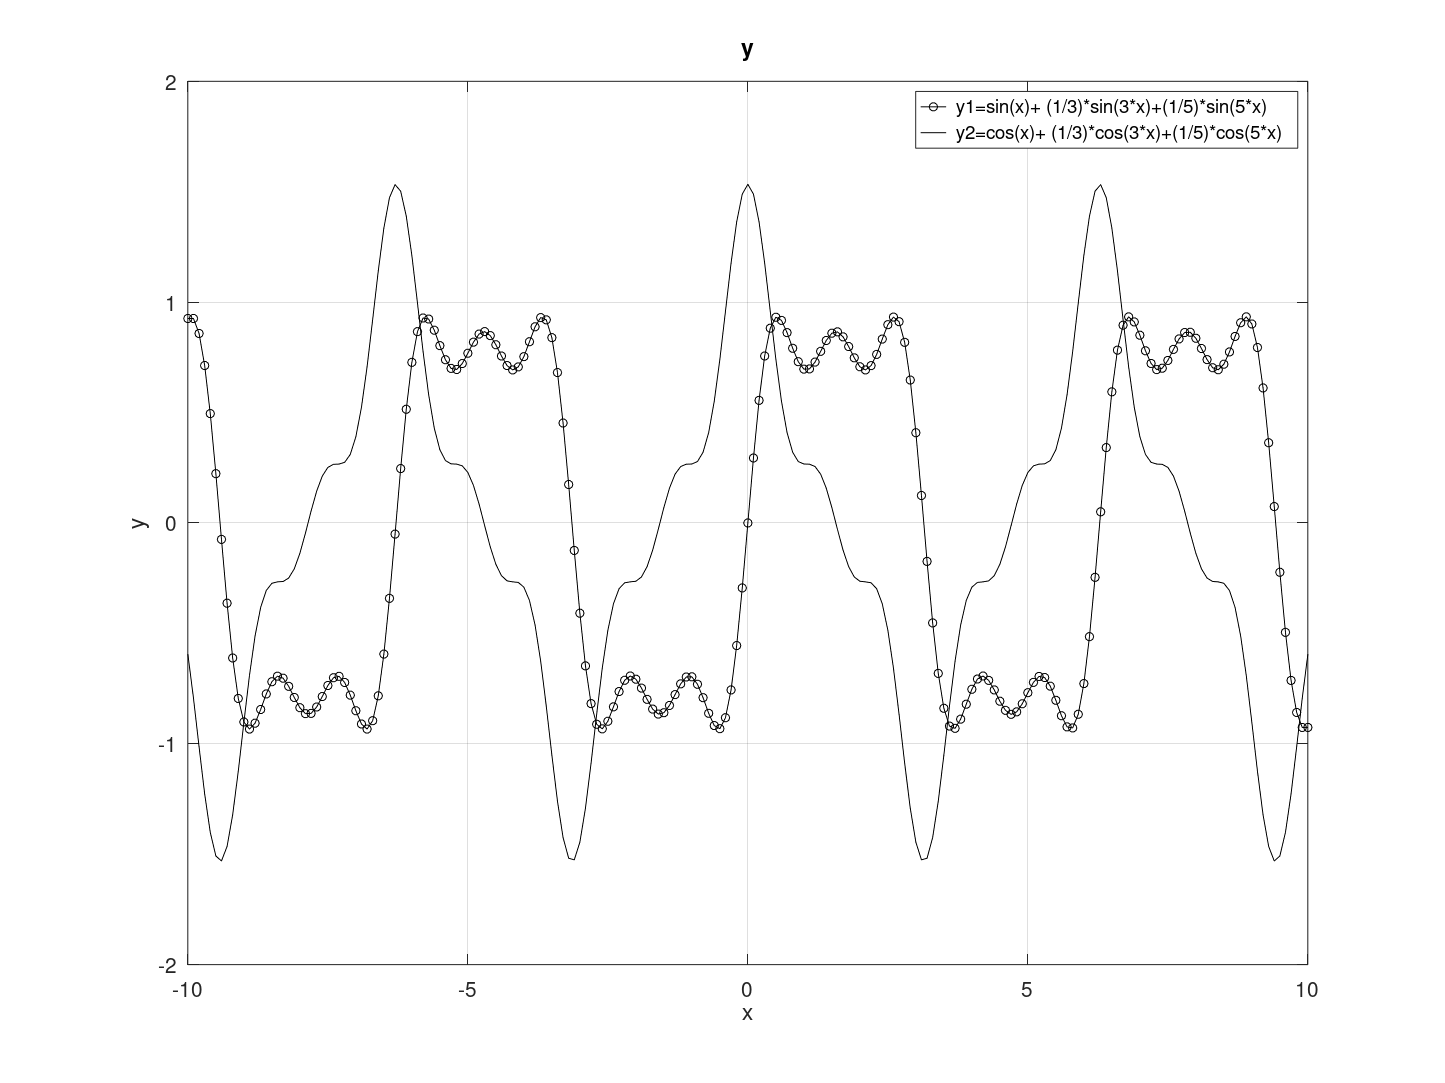 y
y1=sin(x)+ (1/3)*sin(3*x)+(1/5)*sin(5*x)
y2=cos(x)+ (1/3)*cos(3*x)+(1/5)*cos(5*x)
2
1
0
-1
-2
y
-10 -5 0 5 10
x